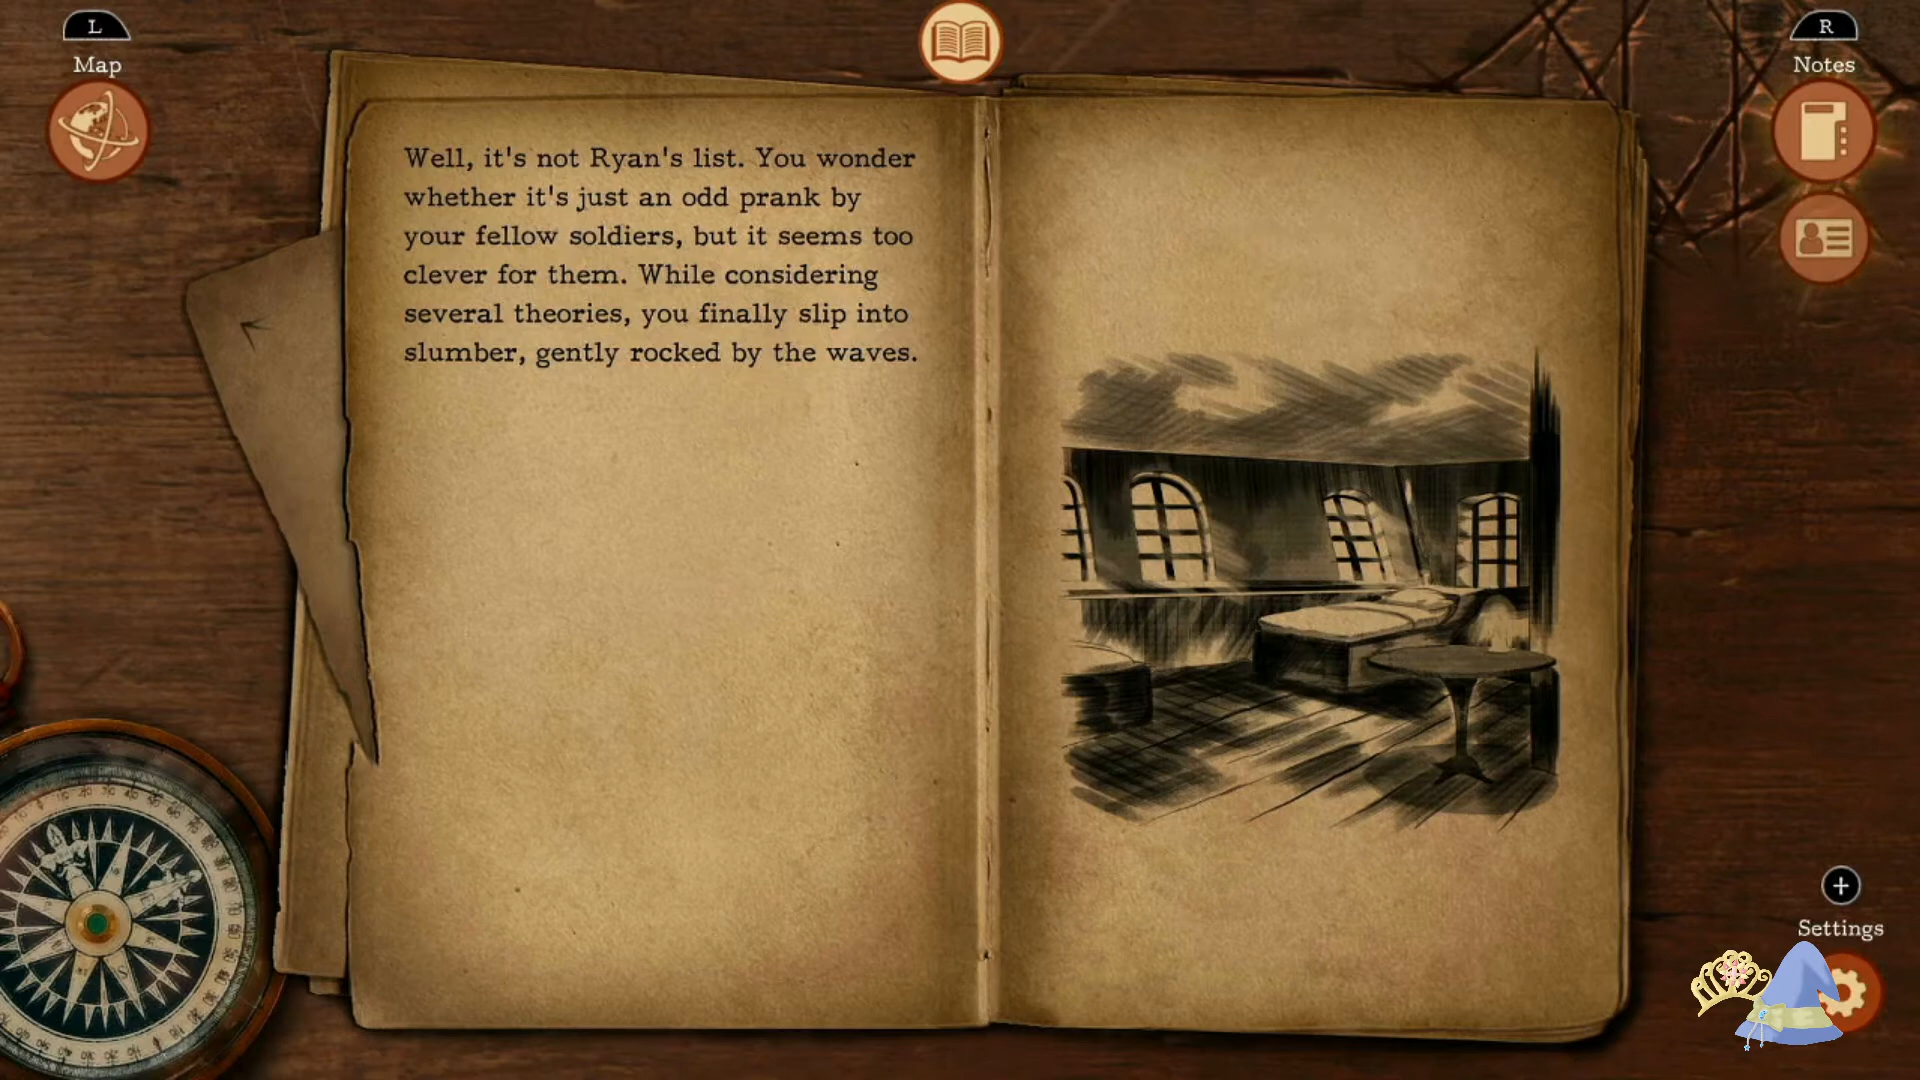 L
Map
R
Notes
Well, it's not Ryan's list. You wonder
whether it's just an odd prank by
your fellow soldiers, but it seems too
clever for them. While considering
several theories, you finally slip into
slumber, gently rocked by the waves.
+
Settings